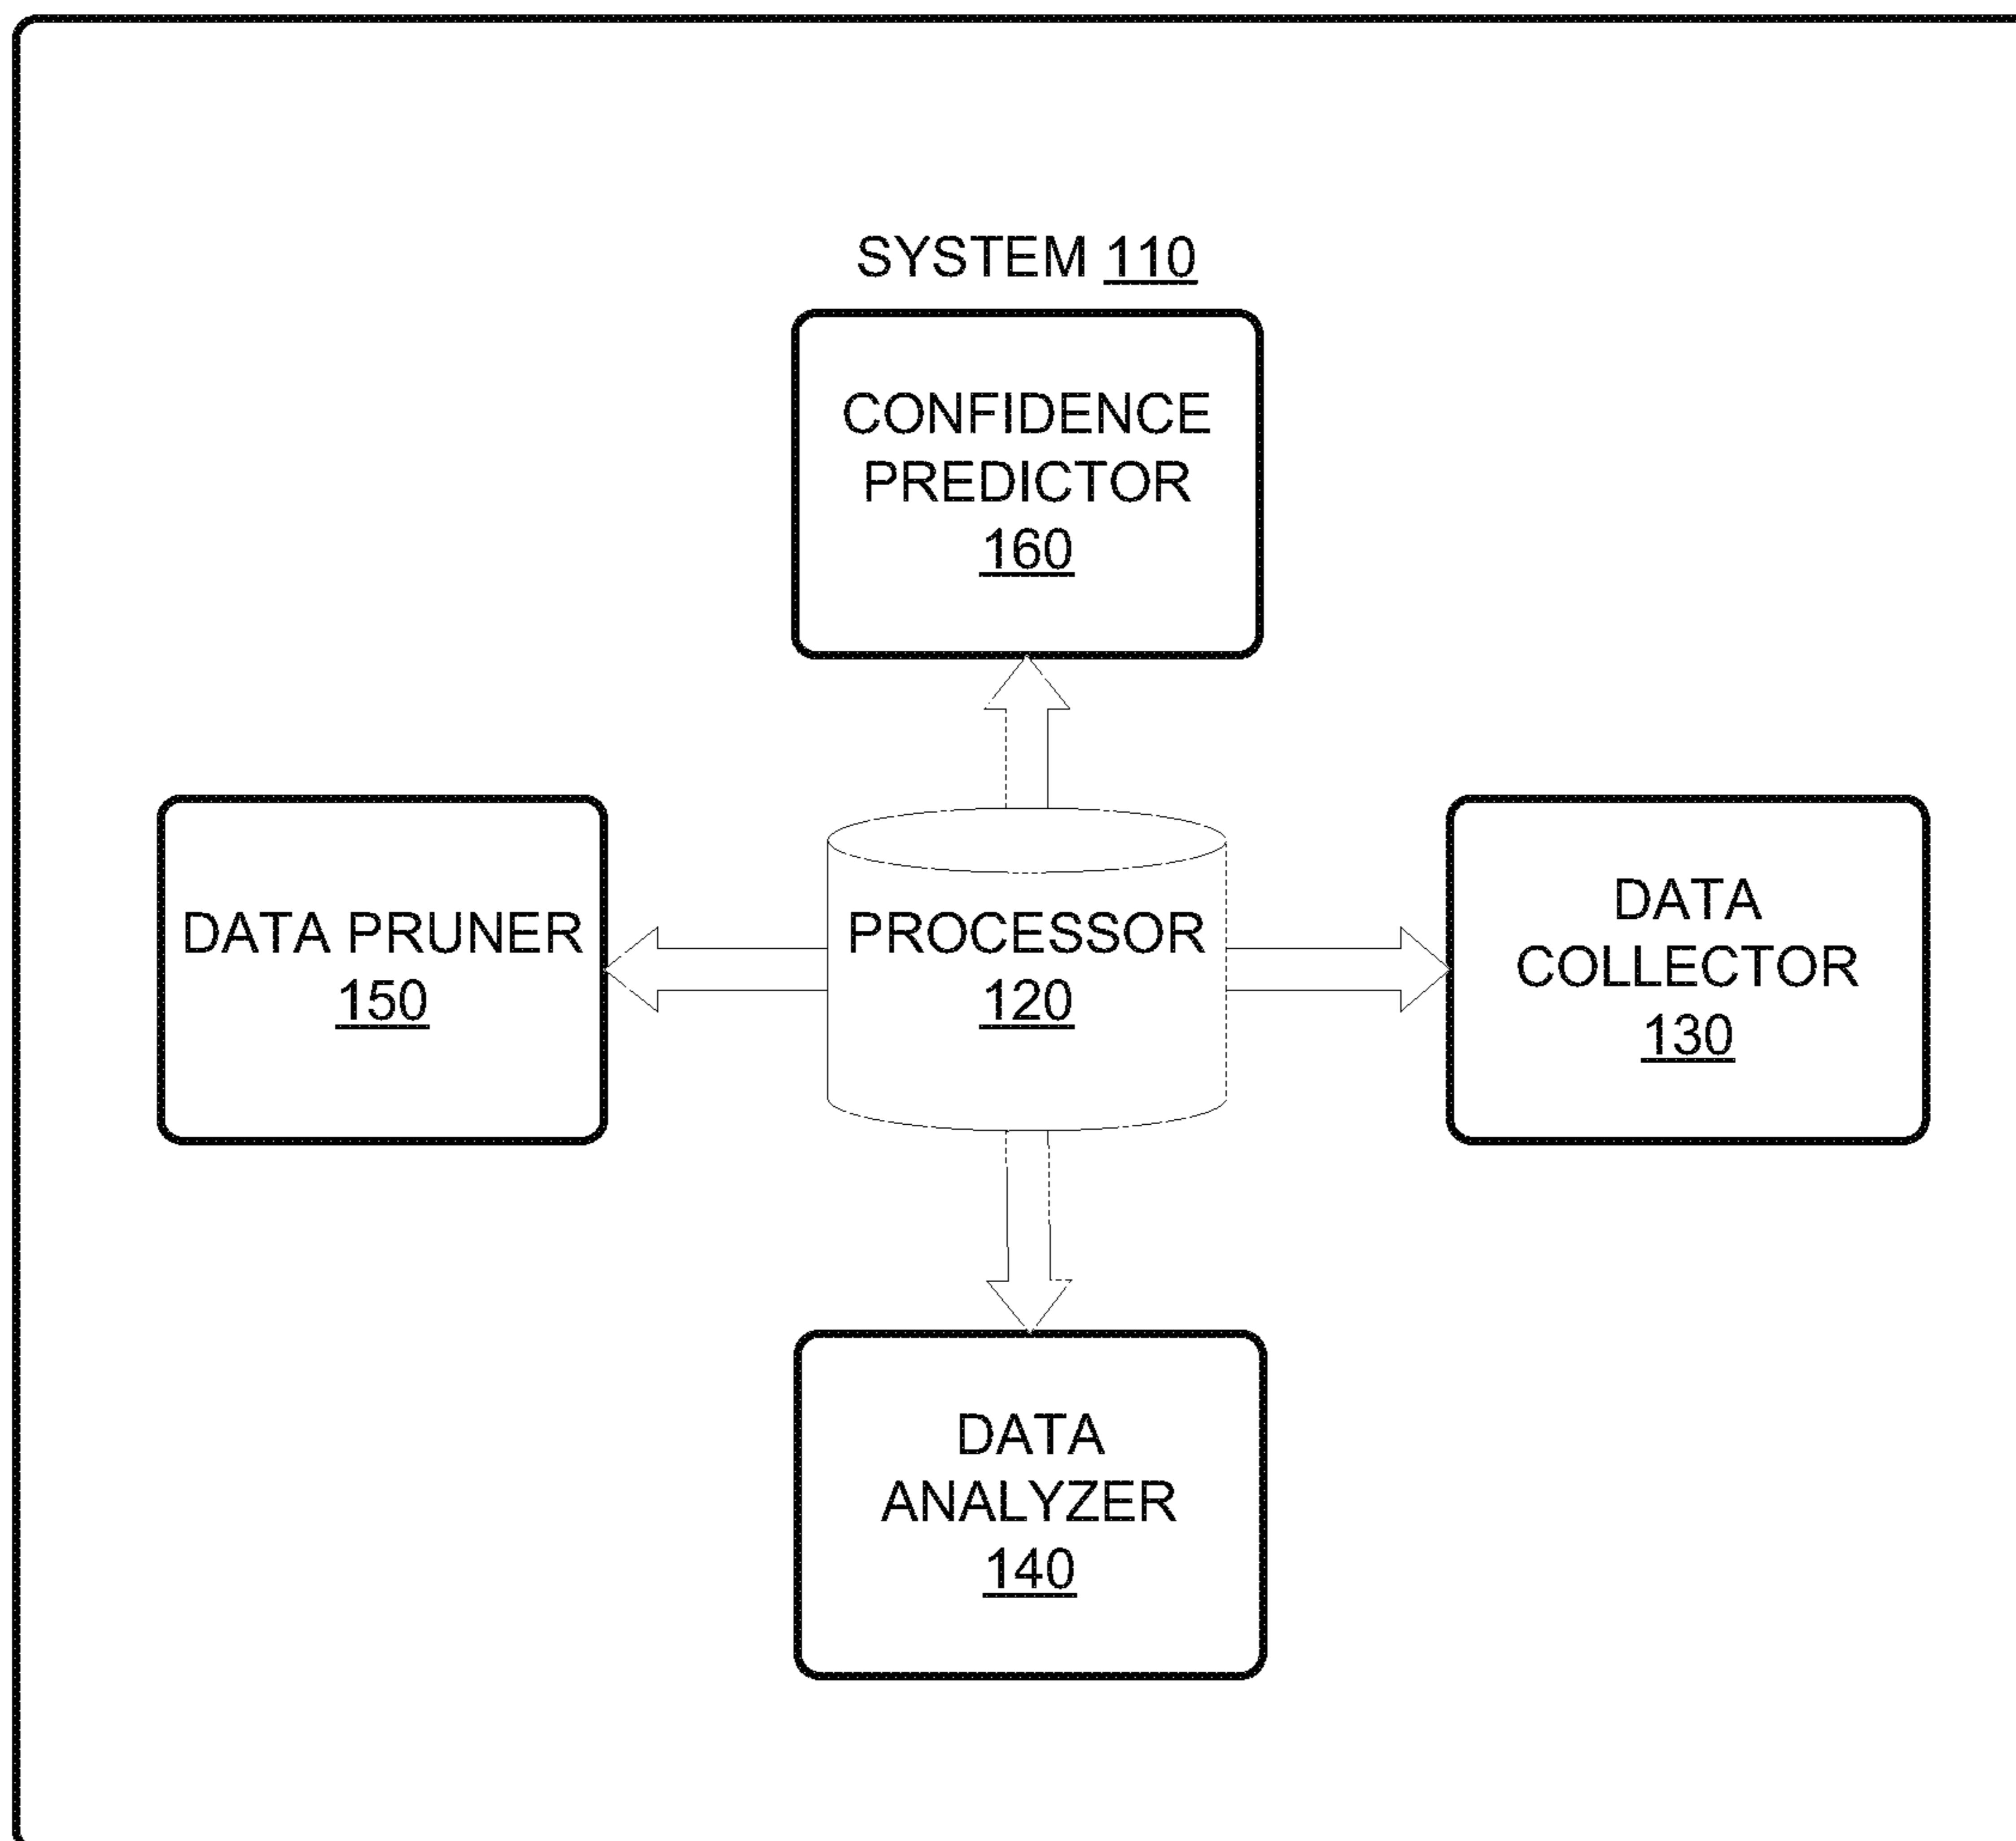 SYSTEM 110
CONFIDENCE
PREDICTOR
160
DATA PRUNER
150
PROCESSOR
120
DATA
COLLECTOR
130
DATA
ANALYZER
140